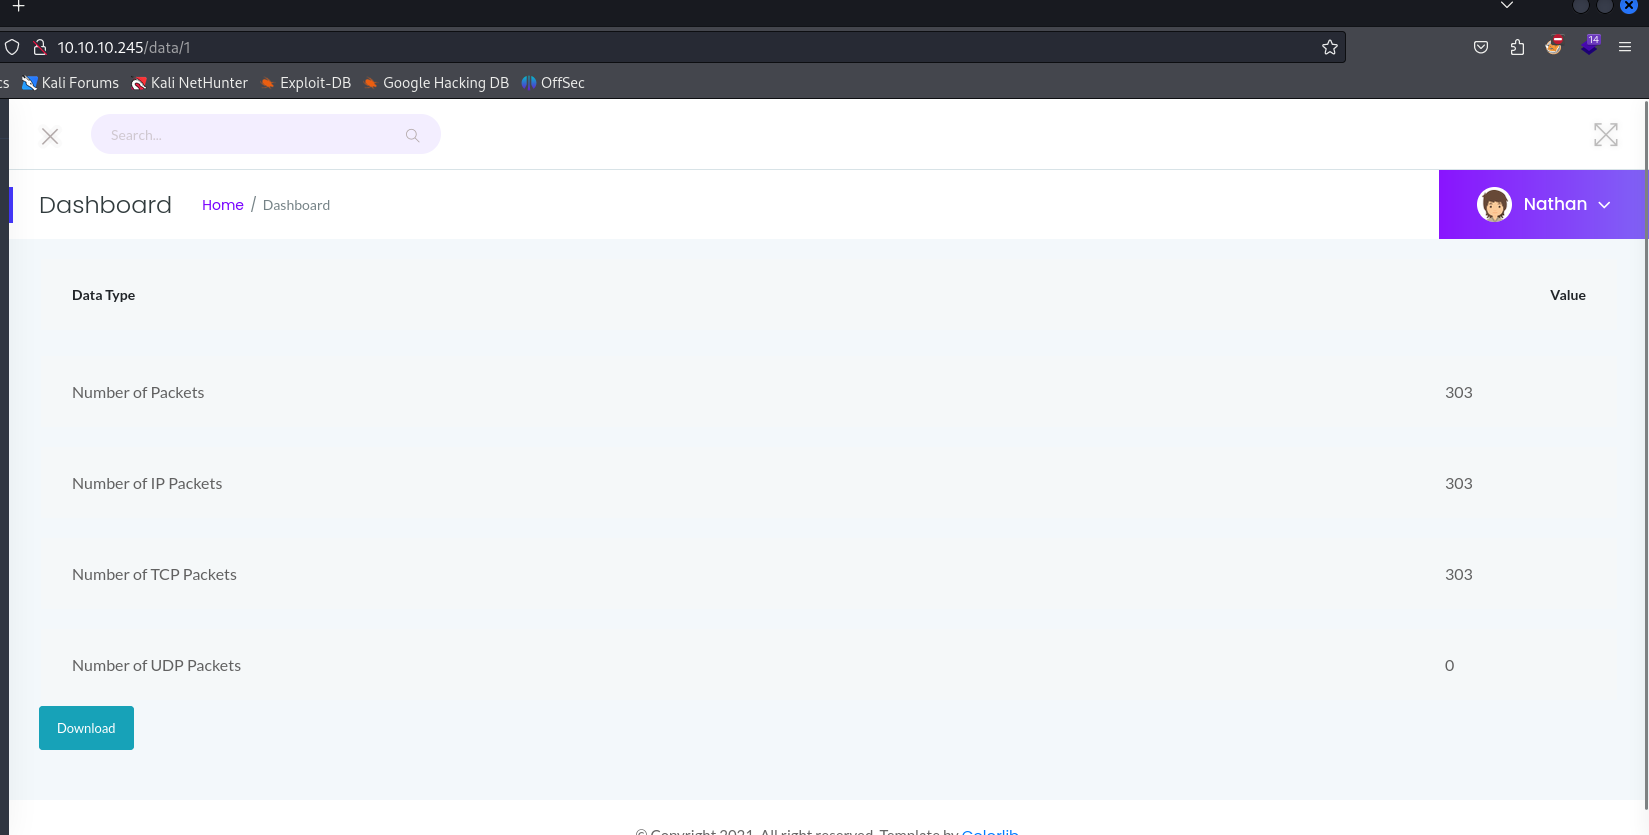 10.10.10.245/data/1
14
cs Kali Forums Kali NetHunter Exploit-DB Google Hacking DB OffSec
Search...
Dashboard Home / Dashboard Nathan
Data Type Value
Number of Packets 303
Number of IP Packets 303
Number of TCP Packets 303
Number of UDP Packets 0
Download
© Copyright 2021. All right reserved. Template by Colorlib